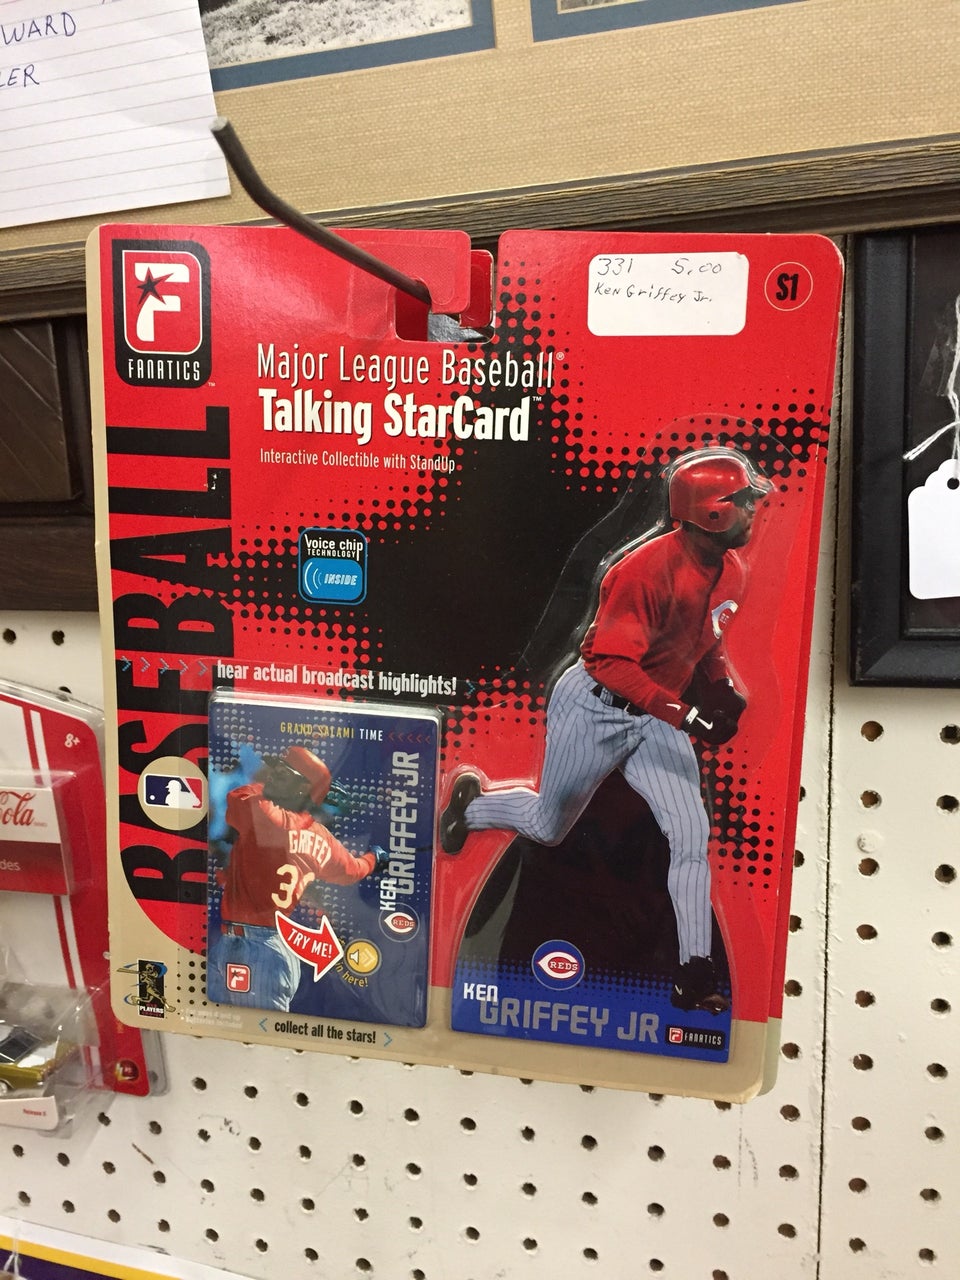 WARD
LER
331 5.00
Ken Griffey Jr.
S1
FANATICS
Major League Baseball®
Talking StarCard™
Interactive Collectible with StandUp
BASEBALL
voice chip
TECHNOLOGY
INSIDE
hear actual broadcast highlights!
GRAND SALAMI TIME
KEN
GRIFFEY JR
GRIFFEY
REDS
TRY ME!
here!
PLAYERS
collect all the stars!
REDS
KEN
GRIFFEY JR
FANATICS
8+
Cola
des